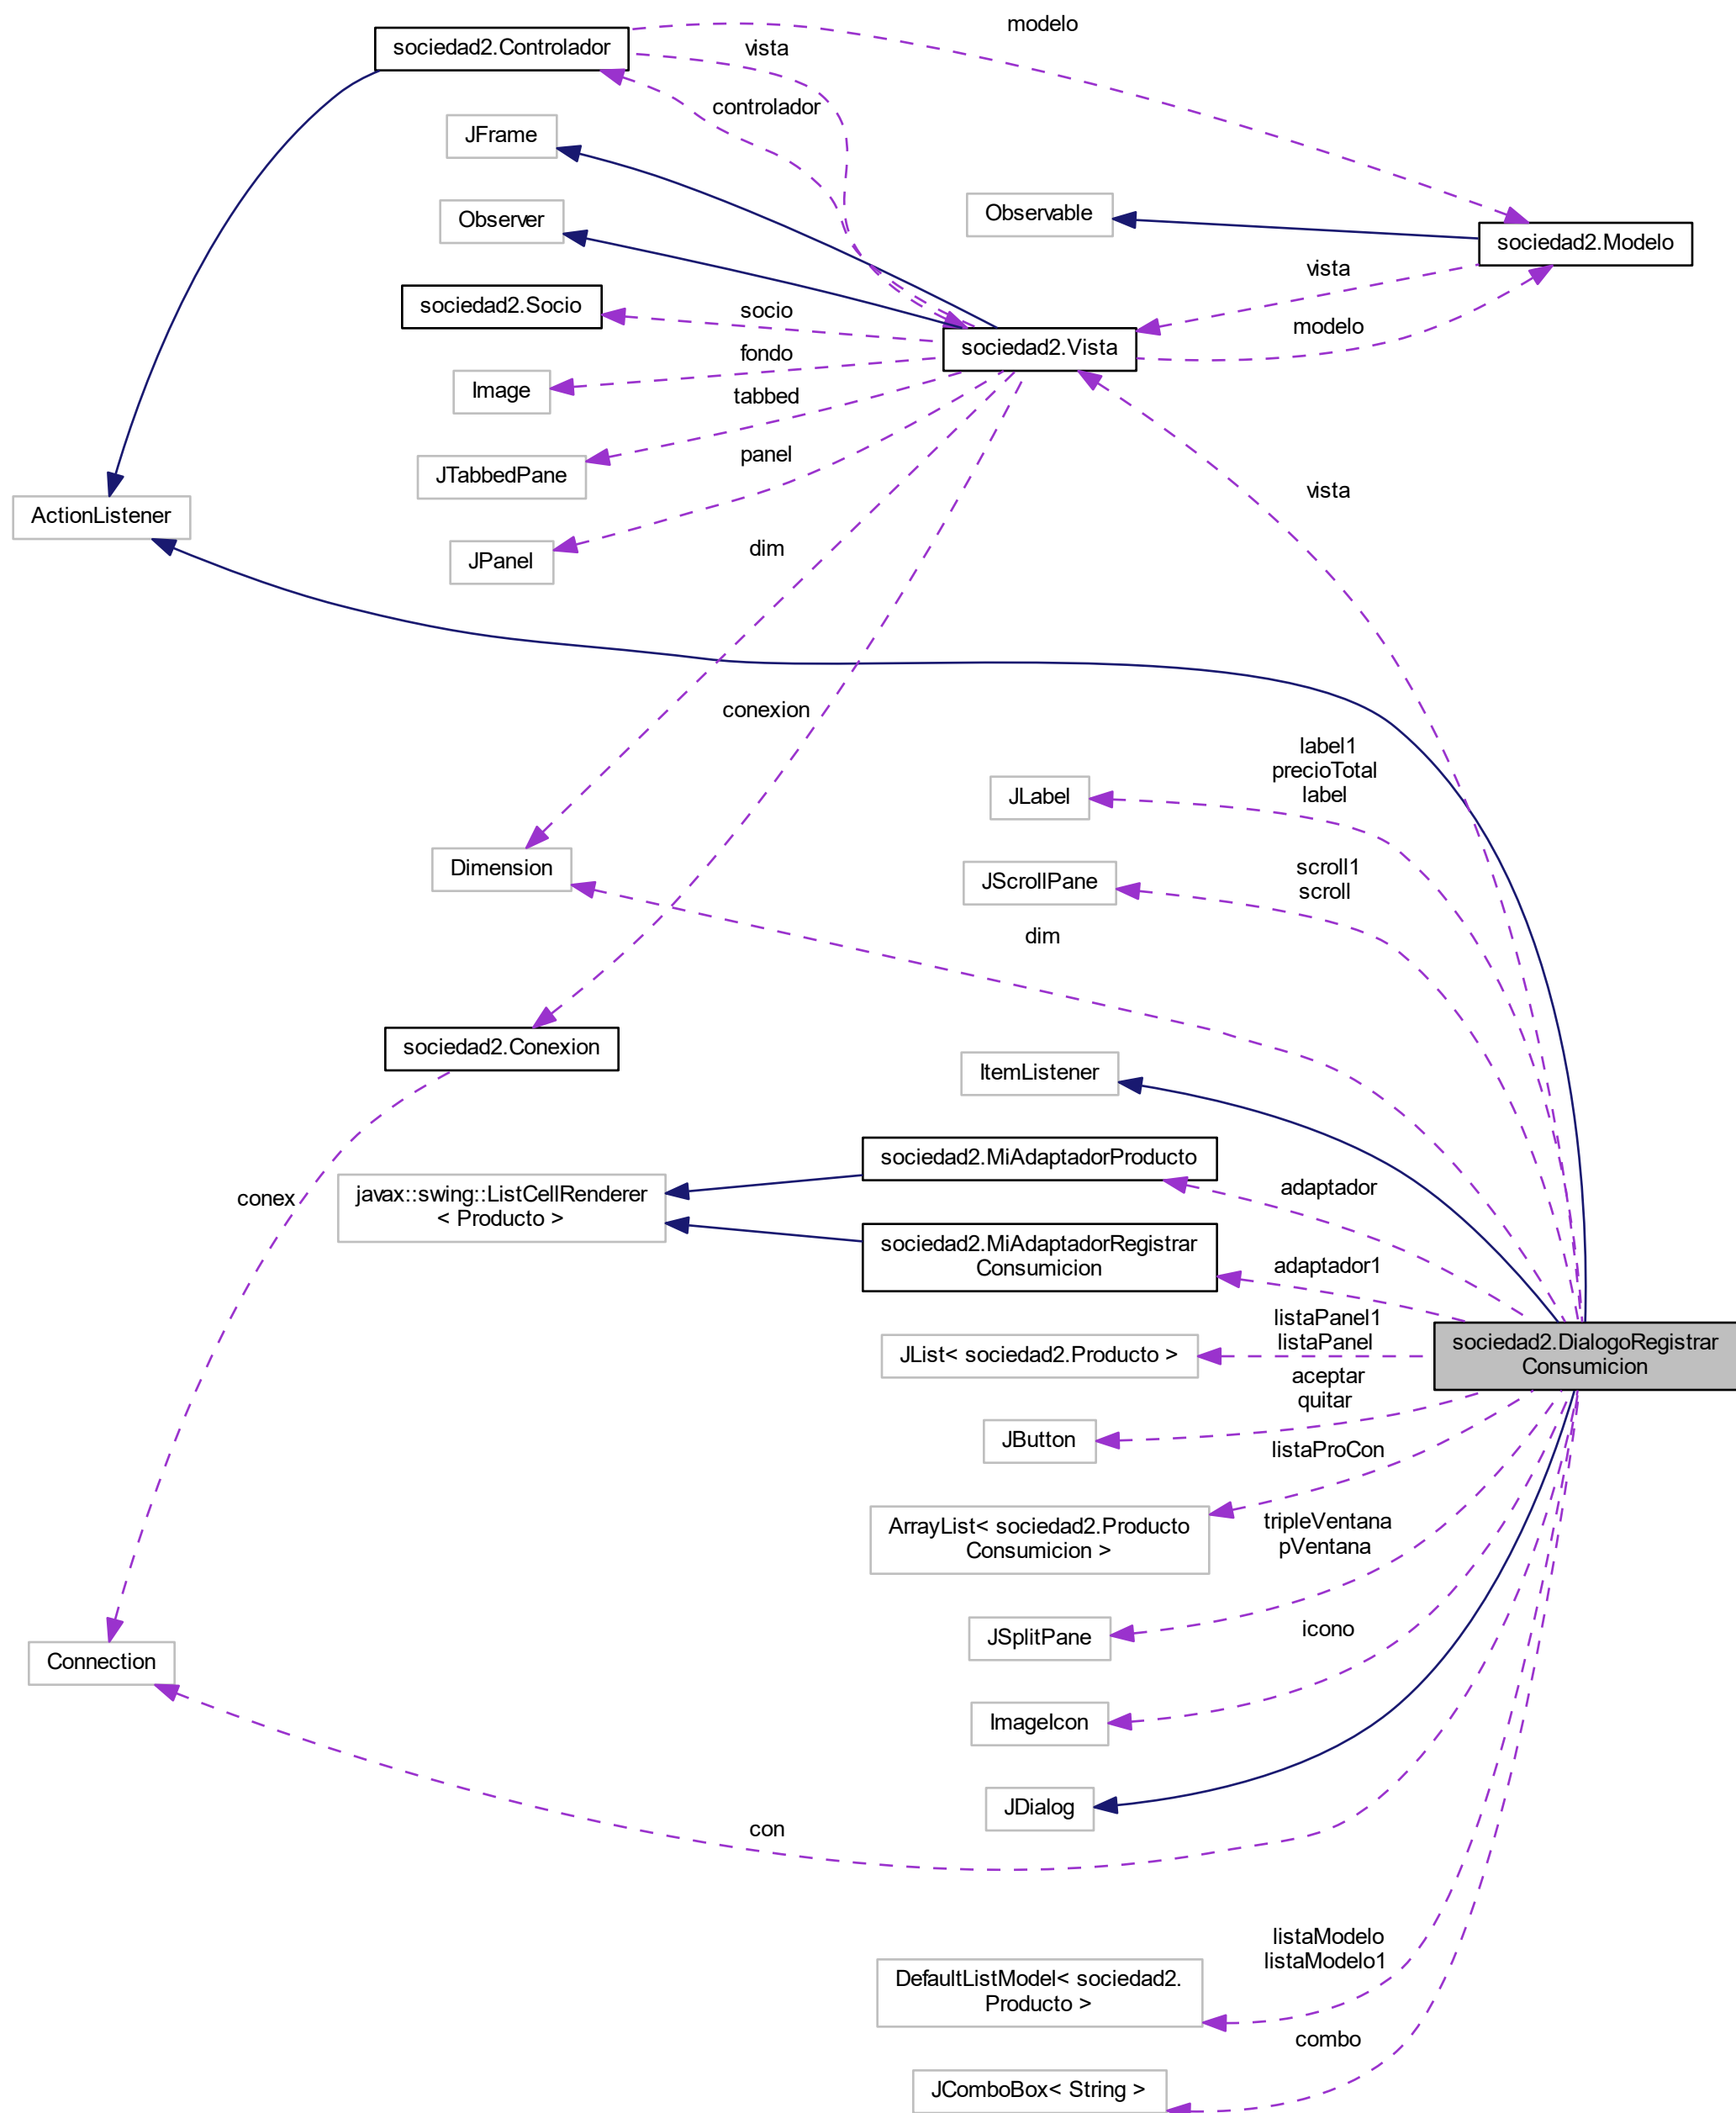 modelo
sociedad2.Controlador
vista
controlador
JFrame
Observable
Observer
sociedad2.Modelo
vista
sociedad2.Socio
socio
modelo
sociedad2.Vista
fondo
Image
tabbed
panel
JTabbedPane
vista
ActionListener
dim
JPanel
conexion
label1
precioTotal
label
JLabel
scroll1
scroll
Dimension
JScrollPane
dim
sociedad2.Conexion
ItemListener
sociedad2.MiAdaptadorProducto
adaptador
conex
javax::swing::ListCellRenderer
< Producto >
sociedad2.MiAdaptadorRegistrar
Consumicion
adaptador1
listaPanel1
listaPanel
sociedad2.DialogoRegistrar
Consumicion
JList< sociedad2.Producto >
aceptar
quitar
JButton
listaProCon
ArrayList< sociedad2.Producto
Consumicion >
tripleVentana
pVentana
JSplitPane
icono
Connection
ImageIcon
JDialog
con
listaModelo
listaModelo1
DefaultListModel< sociedad2.
Producto >
combo
JComboBox< String >